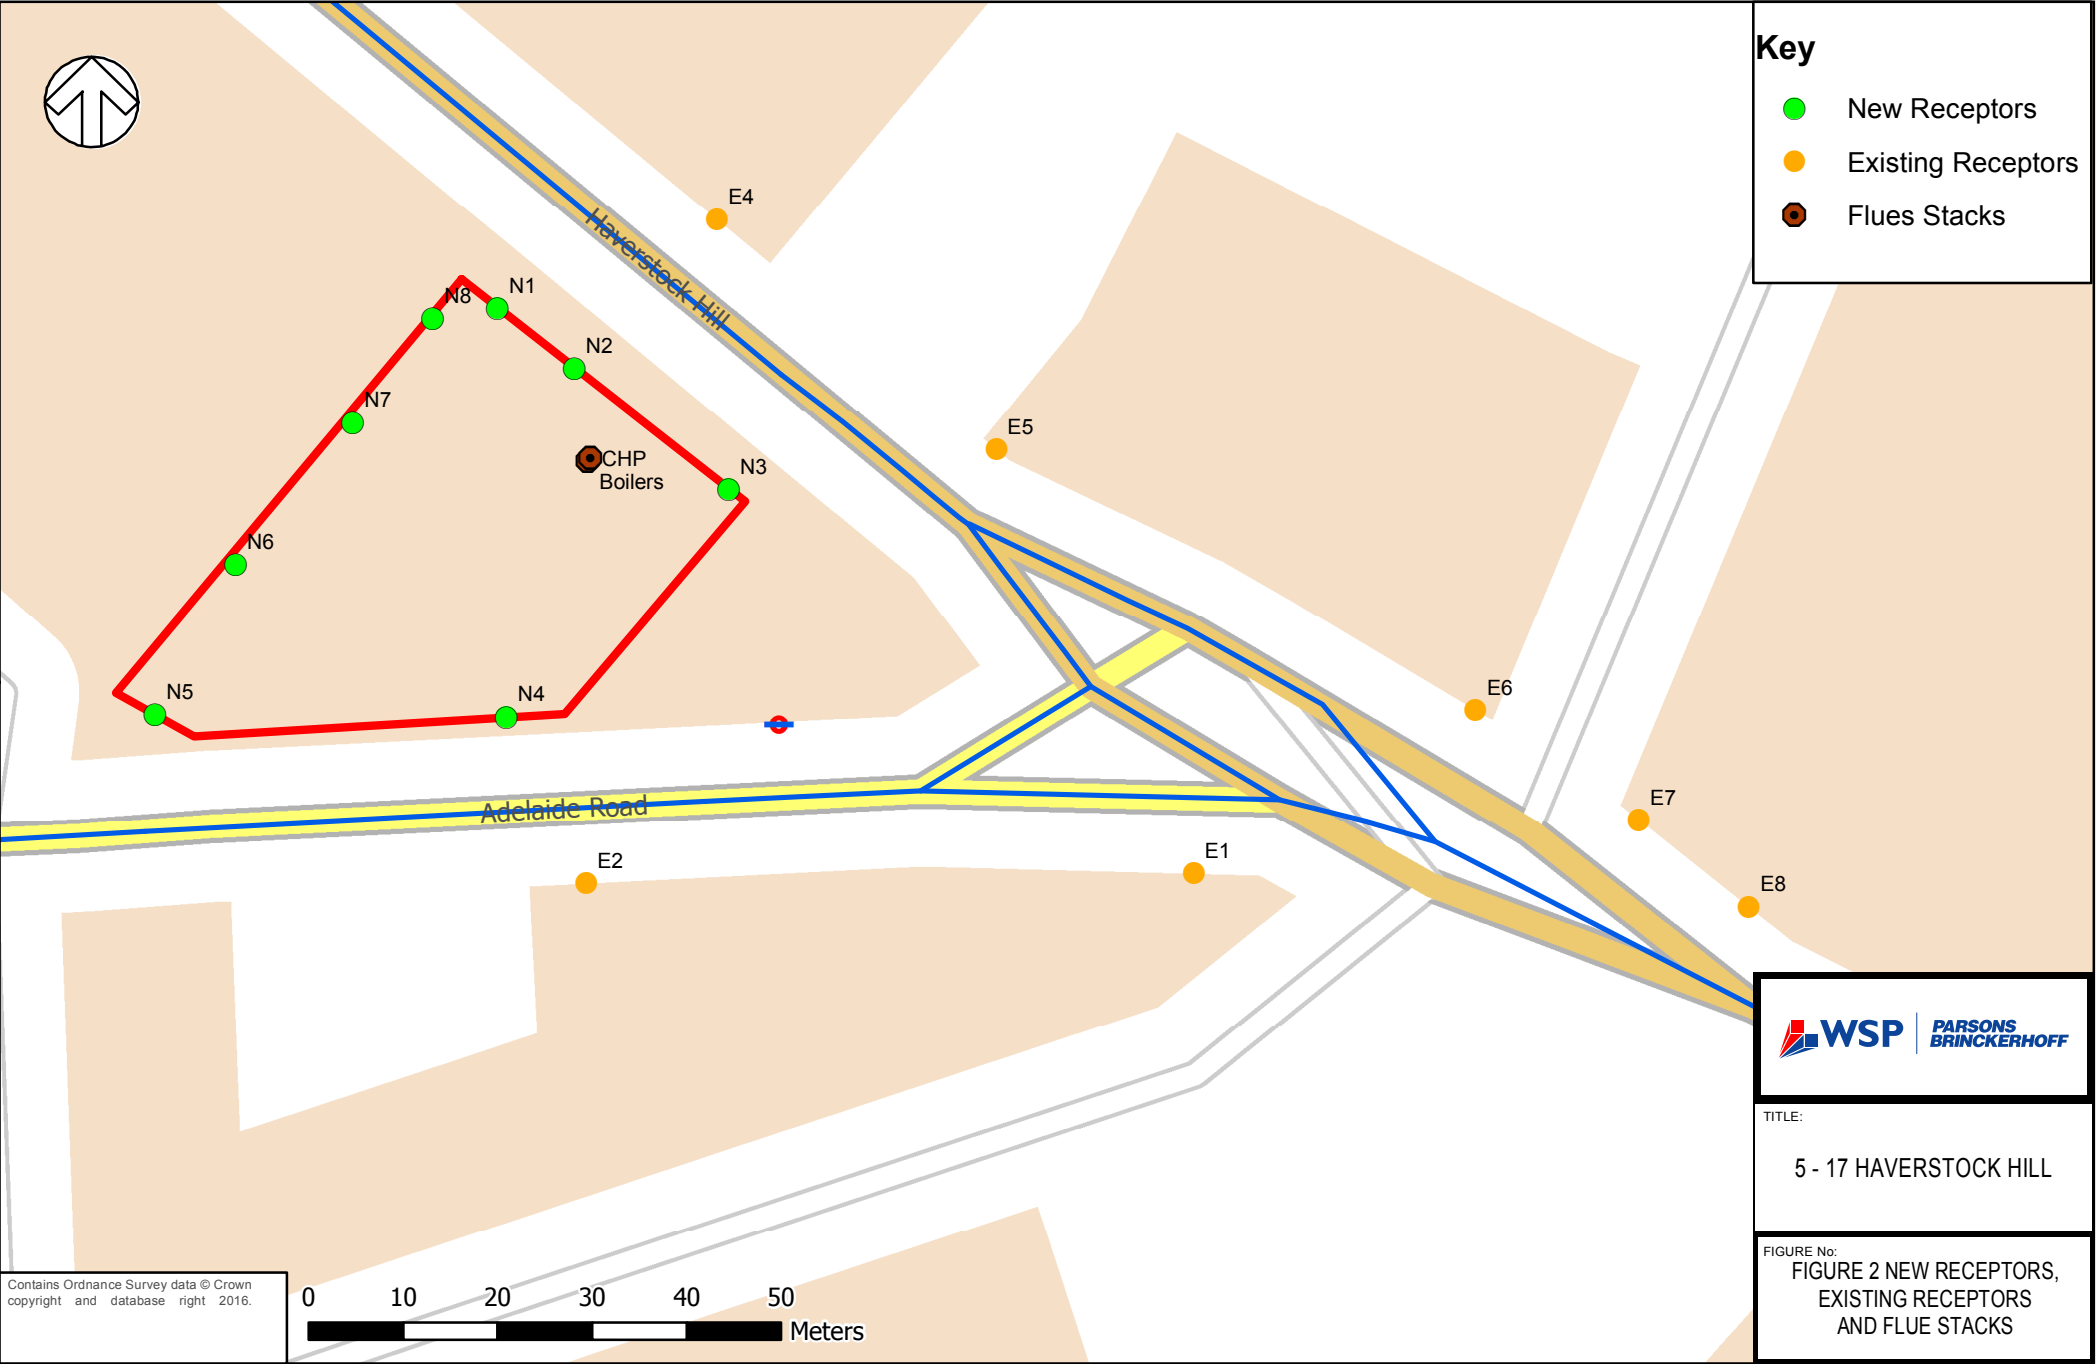 Key
New Receptors
Existing Receptors
Flues Stacks
E4
Haverstock Hill
N8
N1
N2
N7
E5
CHP
Boilers
N3
N6
N5
N4
E6
E7
Adelaide Road
E2
E1
E8
WSP
PARSONS
BRINCKERHOFF
TITLE:
5 - 17 HAVERSTOCK HILL
FIGURE No:
FIGURE 2 NEW RECEPTORS,
EXISTING RECEPTORS
AND FLUE STACKS
Contains Ordnance Survey data © Crown
copyright and database right 2016.
0 10 20 30 40 50
Meters